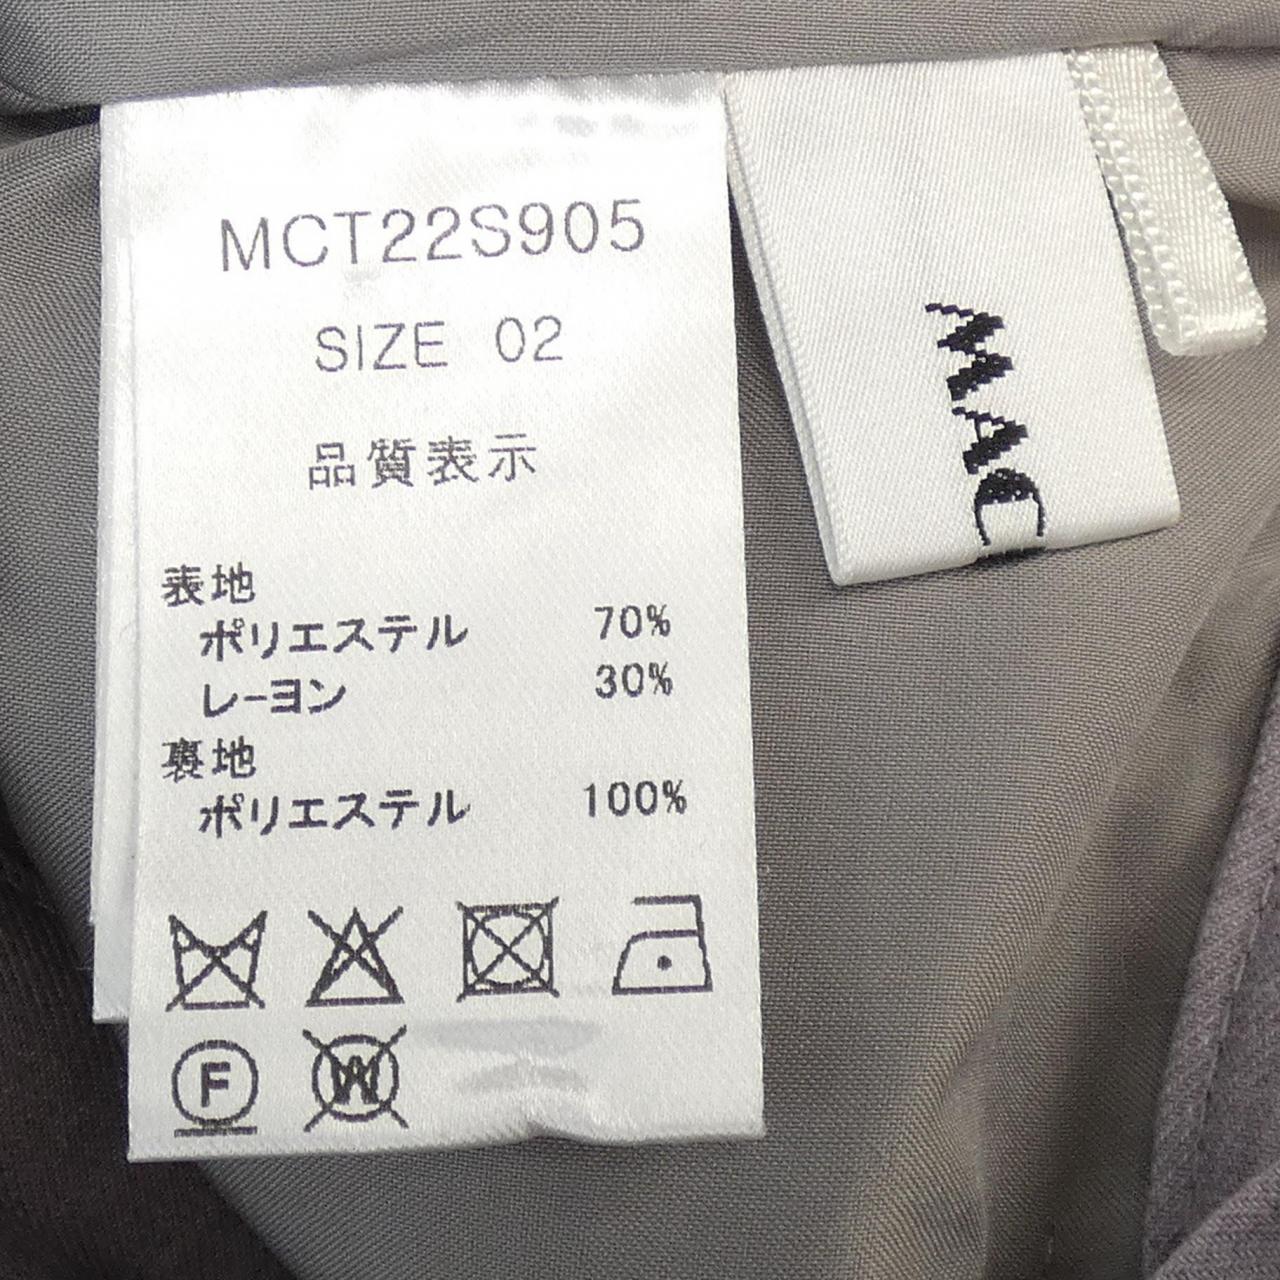 MCT22S905
SIZE 02
品質表示
表地
ポリエステル 70%
レーヨン 30%
裏地
ポリエステル 100%
F
W
MAC